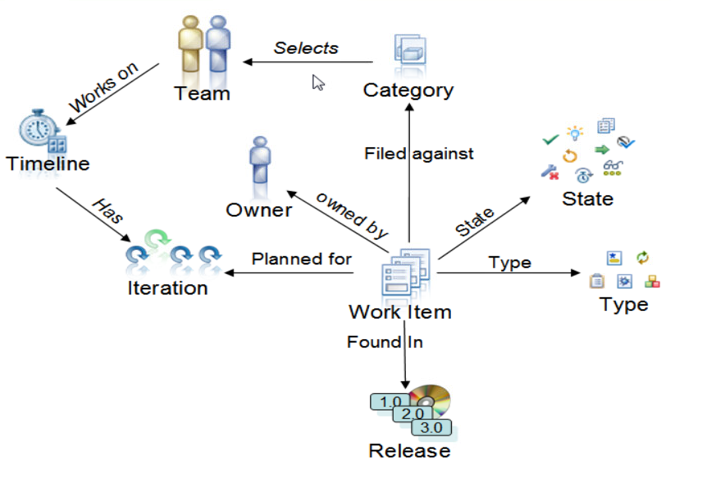 Selects
Team
Category
Works on
Timeline
Filed against
Has
Owner
owned by
State
State
Planned for
Type
Iteration
Work Item
Type
Found In
1.0
2.0
3.0
Release